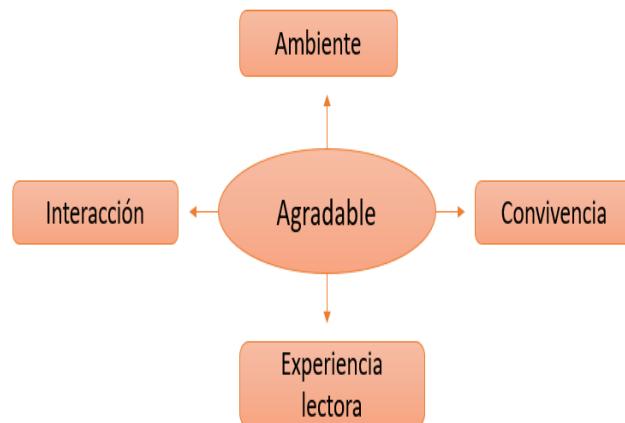 Ambiente
Interacción
Agradable
Convivencia
Experiencia
lectora